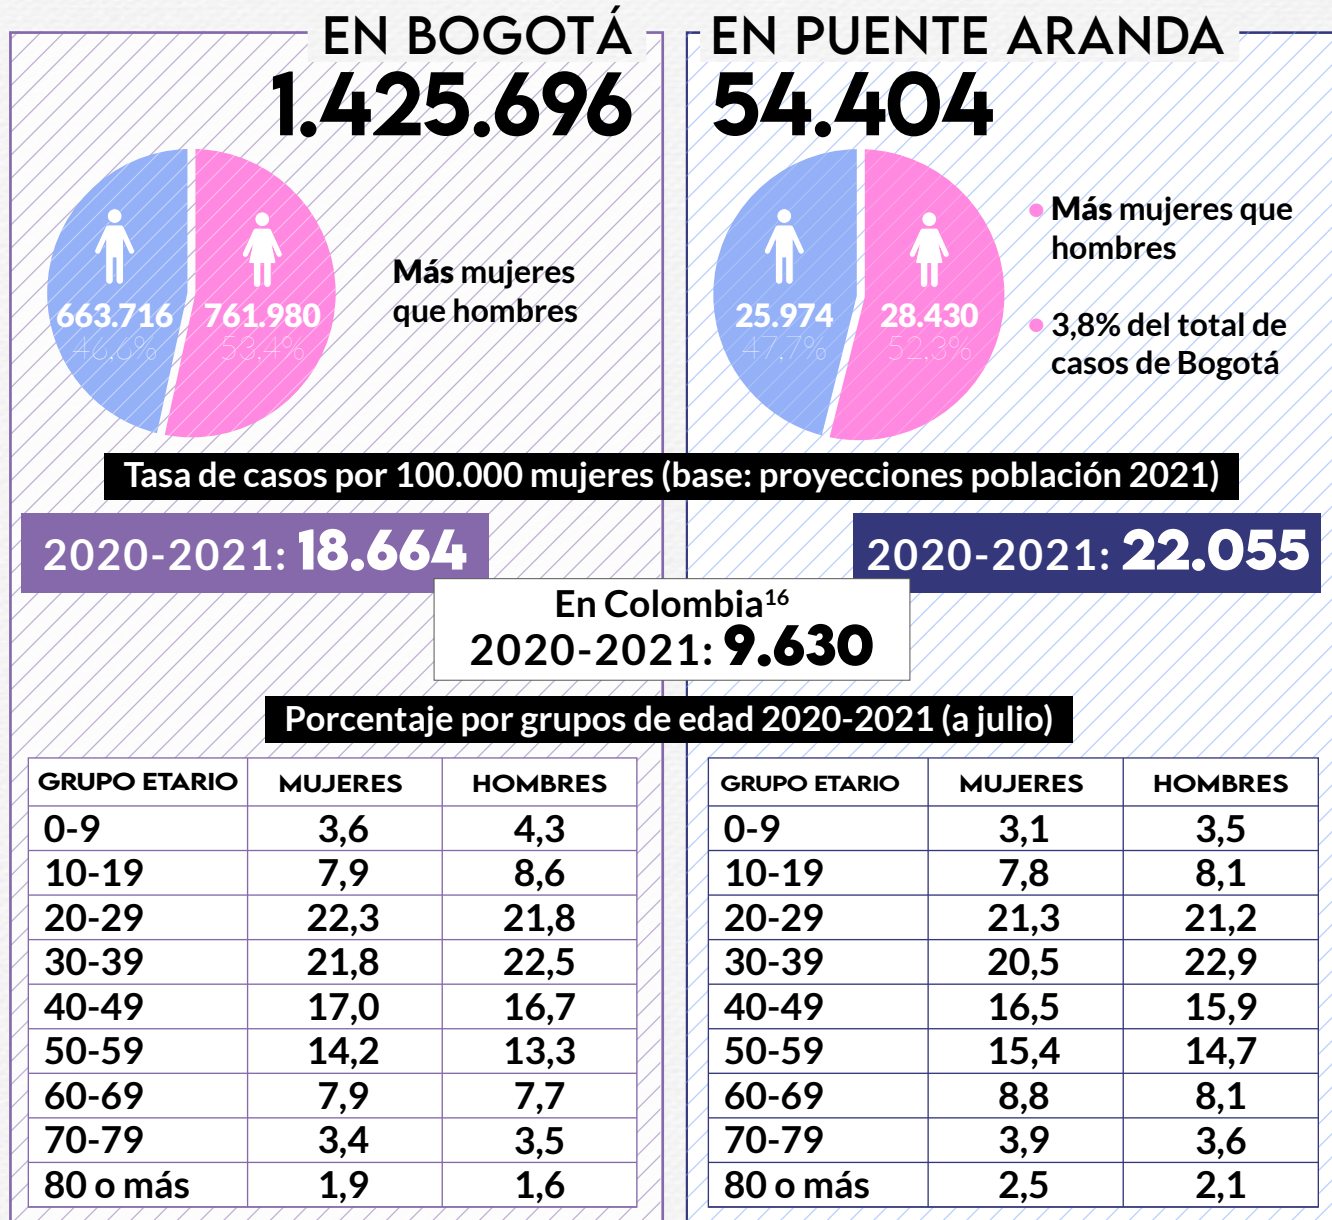 EN BOGOTÁ
1.425.696
663.716
46,6%
761.980
53,4%
Más mujeres
que hombres
EN PUENTE ARANDA
54.404
25.974
47,7%
28.430
52,3%
Más mujeres que
hombres
3,8% del total de
casos de Bogotá
Tasa de casos por 100.000 mujeres (base: proyecciones población 2021)
2020-2021: 18.664
2020-2021: 22.055
En Colombia¹⁶
2020-2021: 9.630
Porcentaje por grupos de edad 2020-2021 (a julio)
GRUPO ETARIO MUJERES HOMBRES
0-9 3,6 4,3
10-19 7,9 8,6
20-29 22,3 21,8
30-39 21,8 22,5
40-49 17,0 16,7
50-59 14,2 13,3
60-69 7,9 7,7
70-79 3,4 3,5
80 o más 1,9 1,6
GRUPO ETARIO MUJERES HOMBRES
0-9 3,1 3,5
10-19 7,8 8,1
20-29 21,3 21,2
30-39 20,5 22,9
40-49 16,5 15,9
50-59 15,4 14,7
60-69 8,8 8,1
70-79 3,9 3,6
80 o más 2,5 2,1